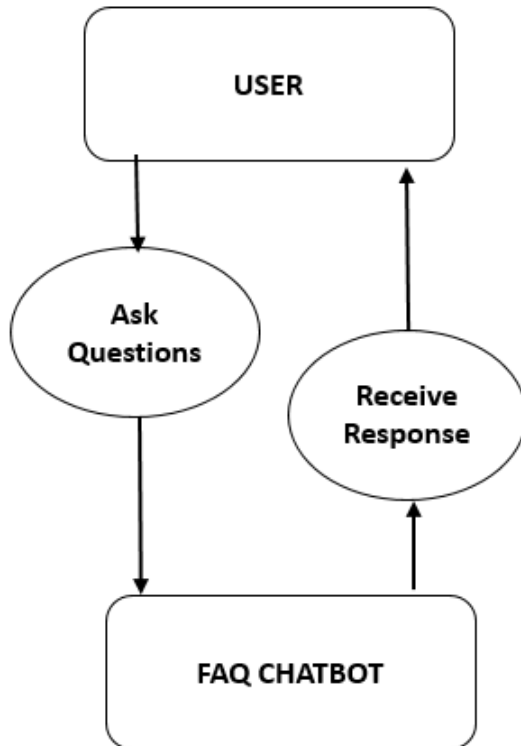 USER
Ask
Questions
Receive
Response
FAQ CHATBOT